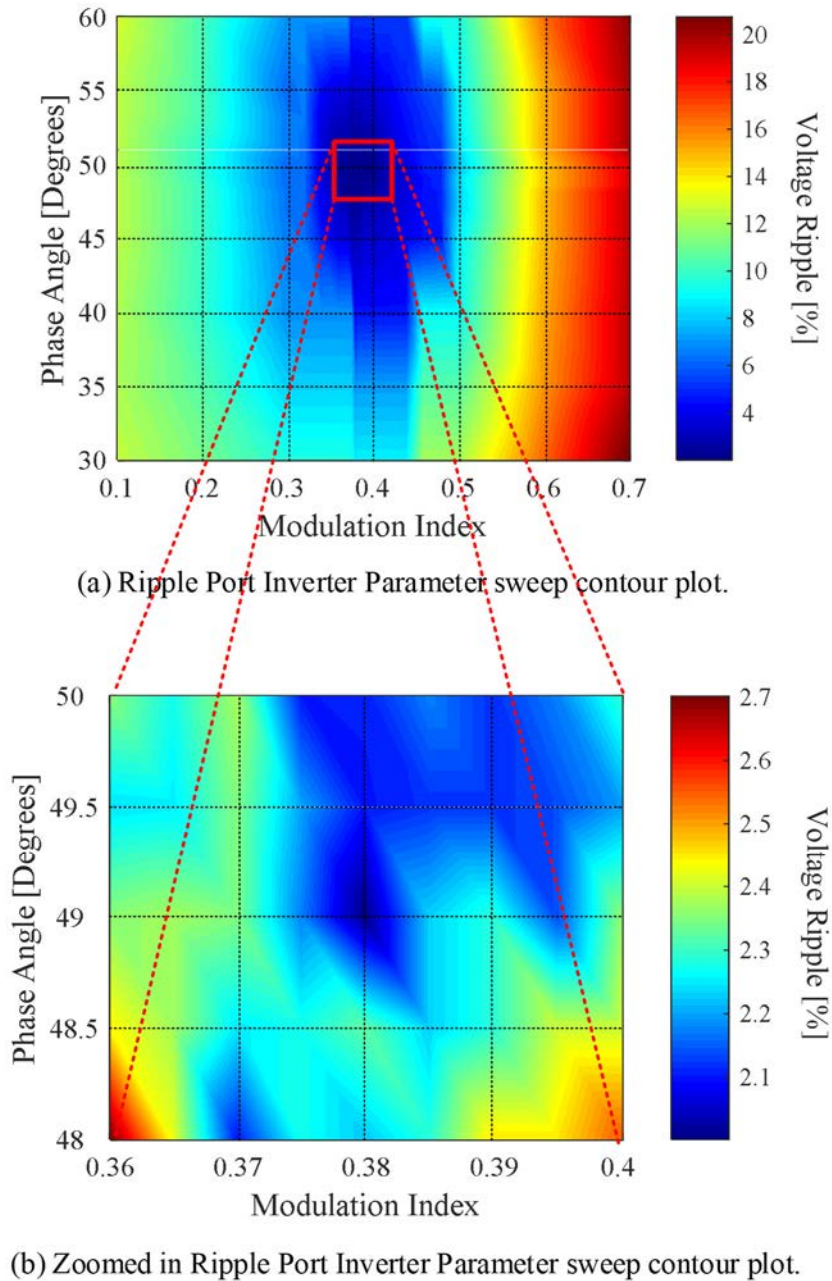 60
55
50
45
40
35
30
Phase Angle [Degrees]
0.1 0.2 0.3 0.4 0.5 0.6 0.7
Modulation Index
20
18
16
14
12
10
8
6
4
Voltage Ripple [%]
(a) Ripple Port Inverter Parameter sweep contour plot.
50
49.5
49
48.5
48
Phase Angle [Degrees]
0.36 0.37 0.38 0.39 0.4
Modulation Index
2.7
2.6
2.5
2.4
2.3
2.2
2.1
Voltage Ripple [%]
(b) Zoomed in Ripple Port Inverter Parameter sweep contour plot.